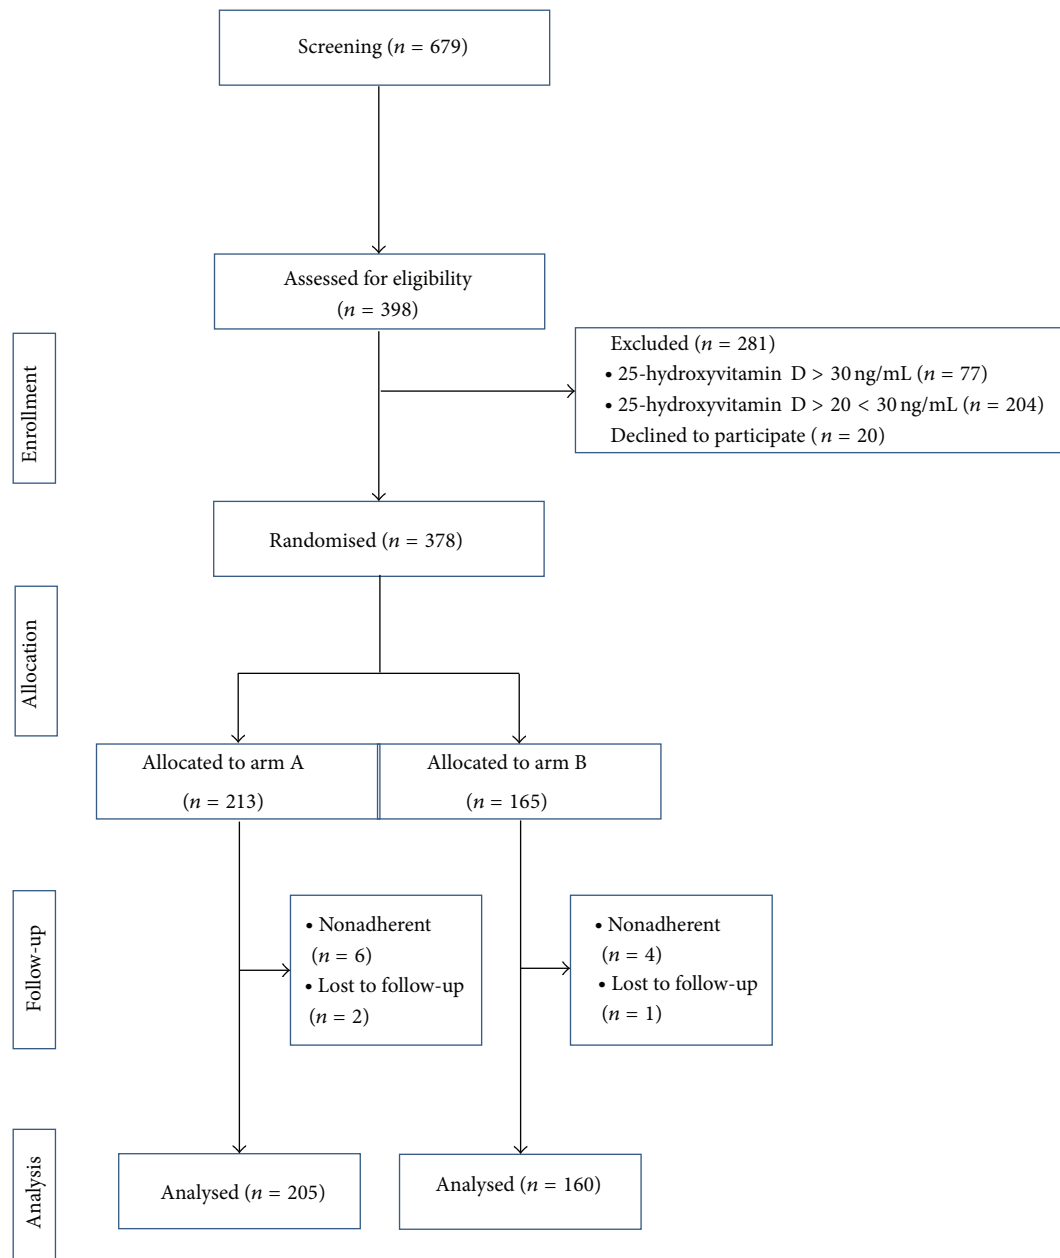 Screening (n = 679)
Assessed for eligibility
(n = 398)
Enrollment
Excluded (n = 281)
• 25-hydroxyvitamin D > 30 ng/mL (n = 77)
• 25-hydroxyvitamin D > 20 < 30 ng/mL (n = 204)
Declined to participate (n = 20)
Randomised (n = 378)
Allocation
Allocated to arm A
(n = 213)
Allocated to arm B
(n = 165)
Follow-up
• Nonadherent
(n = 6)
• Lost to follow-up
(n = 2)
• Nonadherent
(n = 4)
• Lost to follow-up
(n = 1)
Analysis
Analysed (n = 205)
Analysed (n = 160)